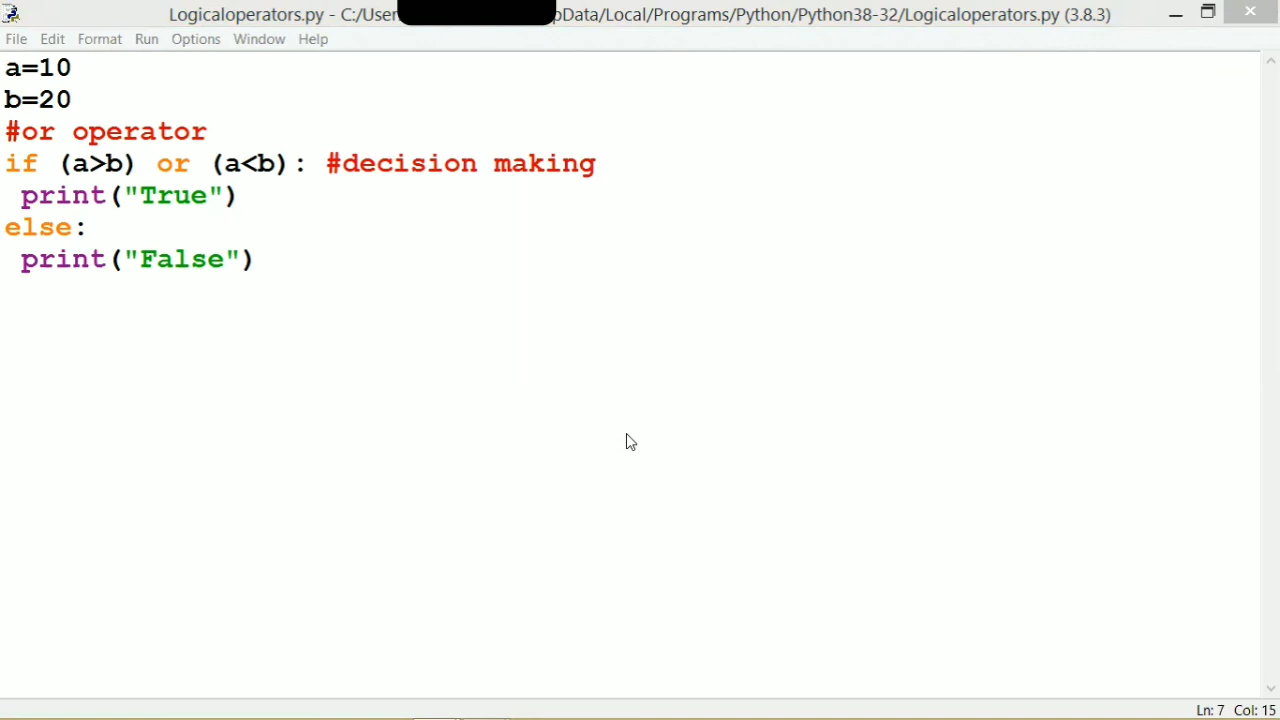 Logicaloperators.py - C:/User pData/Local/Programs/Python/Python38-32/Logicaloperators.py (3.8.3)
File Edit Format Run Options Window Help
a=10
b=20
#or operator
if (a>b) or (a<b): #decision making
 print("True")
else:
 print("False")
Ln: 7 Col: 15